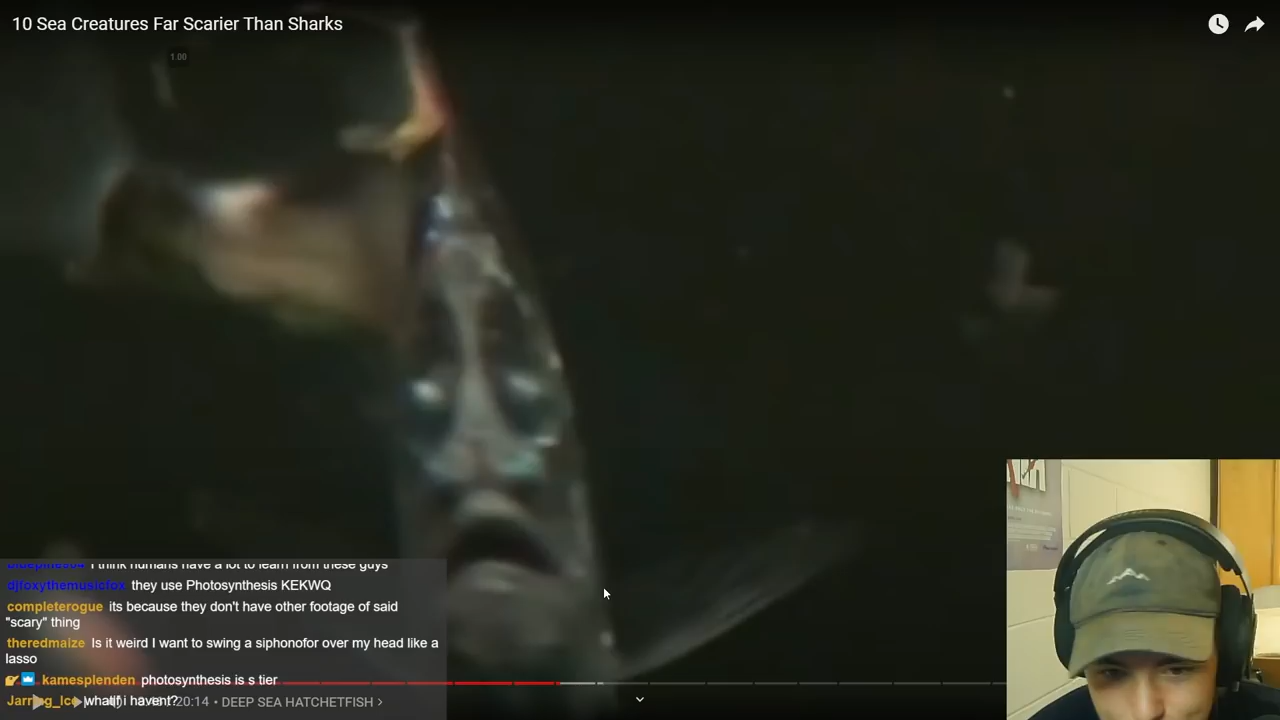 10 Sea Creatures Far Scarier Than Sharks
1.00
I think humans have a lot to learn from these guys
djfoxythemusicfox they use Photosynthesis KEKWQ
completerogue its because they don't have other footage of said
"scary" thing
theredmaize Is it weird I want to swing a siphonofor over my head like a
lasso
kamesplenden photosynthesis is s tier
what if i havent?
20:14 • DEEP SEA HATCHETFISH >